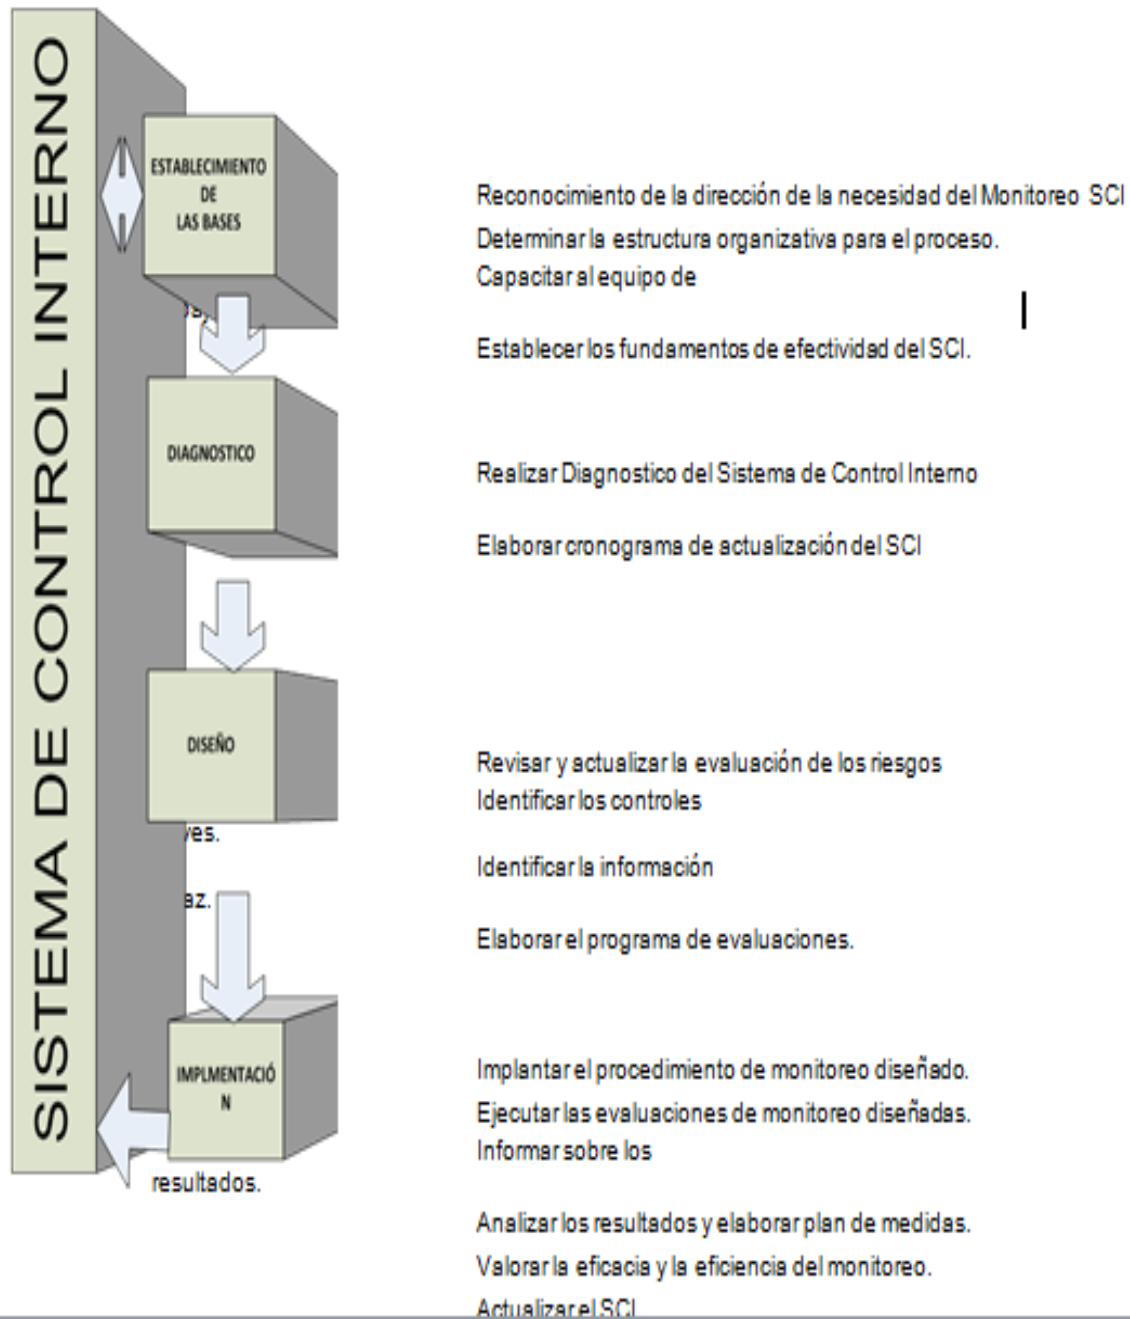 SISTEMA DE CONTROL INTERNO
ESTABLECIMIENTO
DE
LAS BASES
Reconocimiento de la dirección de la necesidad del Monitoreo SCI
Determinar la estructura organizativa para el proceso.
Capacitar al equipo de
Establecer los fundamentos de efectividad del SCI.
DIAGNOSTICO
Realizar Diagnostico del Sistema de Control Interno
Elaborar cronograma de actualización del SCI
DISEÑO
Revisar y actualizar la evaluación de los riesgos
Identificar los controles
ves.
Identificar la información
az.
Elaborar el programa de evaluaciones.
IMPLMENTACIÓ
N
Implantar el procedimiento de monitoreo diseñado.
Ejecutar las evaluaciones de monitoreo diseñadas.
Informar sobre los
resultados.
Analizar los resultados y elaborar plan de medidas.
Valorar la eficacia y la eficiencia del monitoreo.
Actualizar el SCI